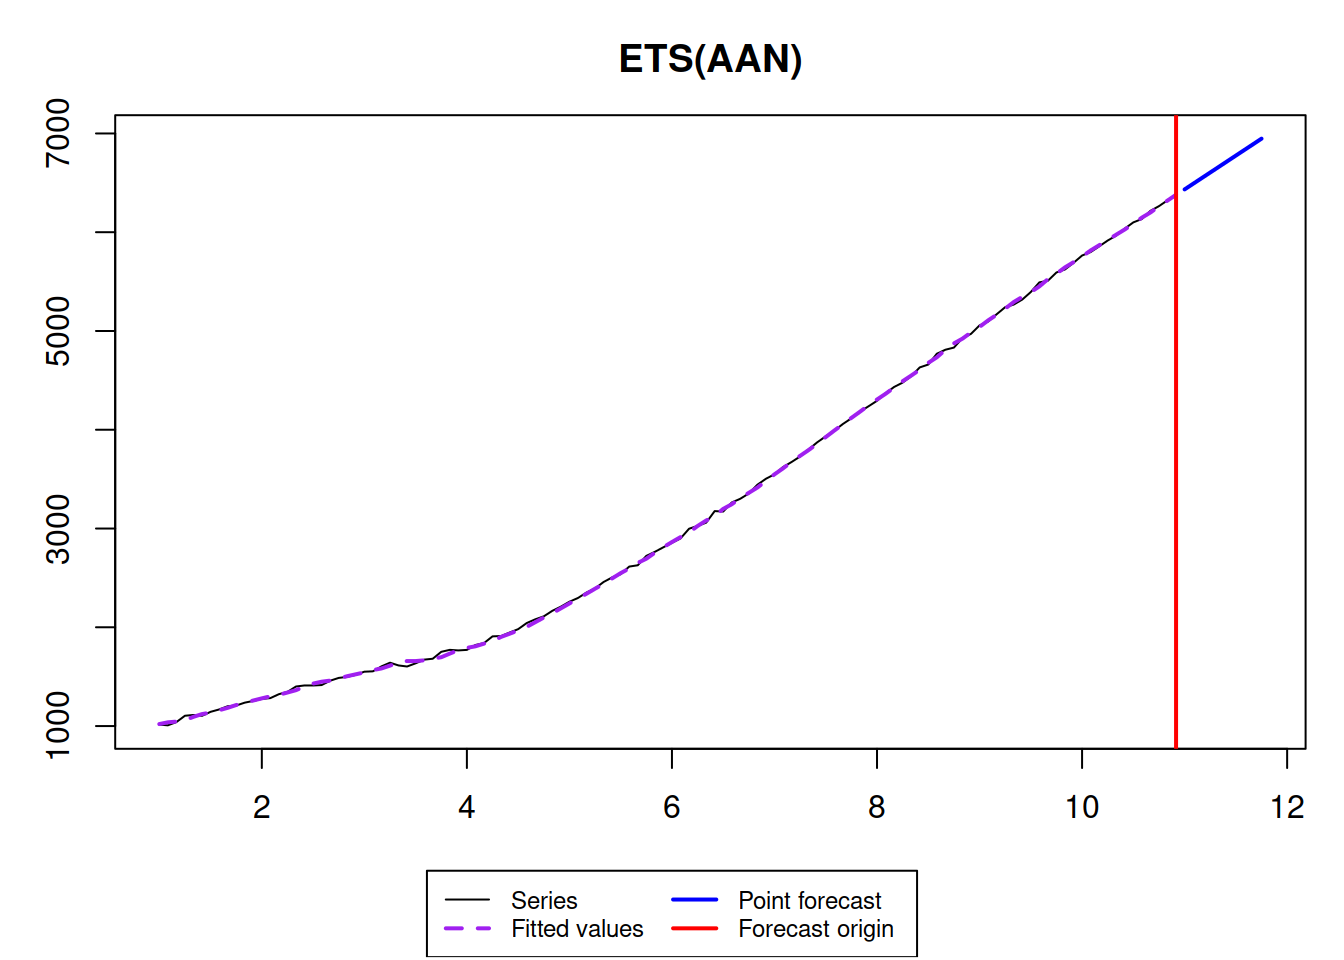 ETS(AAN)
7000
5000
3000
1000
2 4 6 8 10 12
Series Point forecast
Fitted values Forecast origin